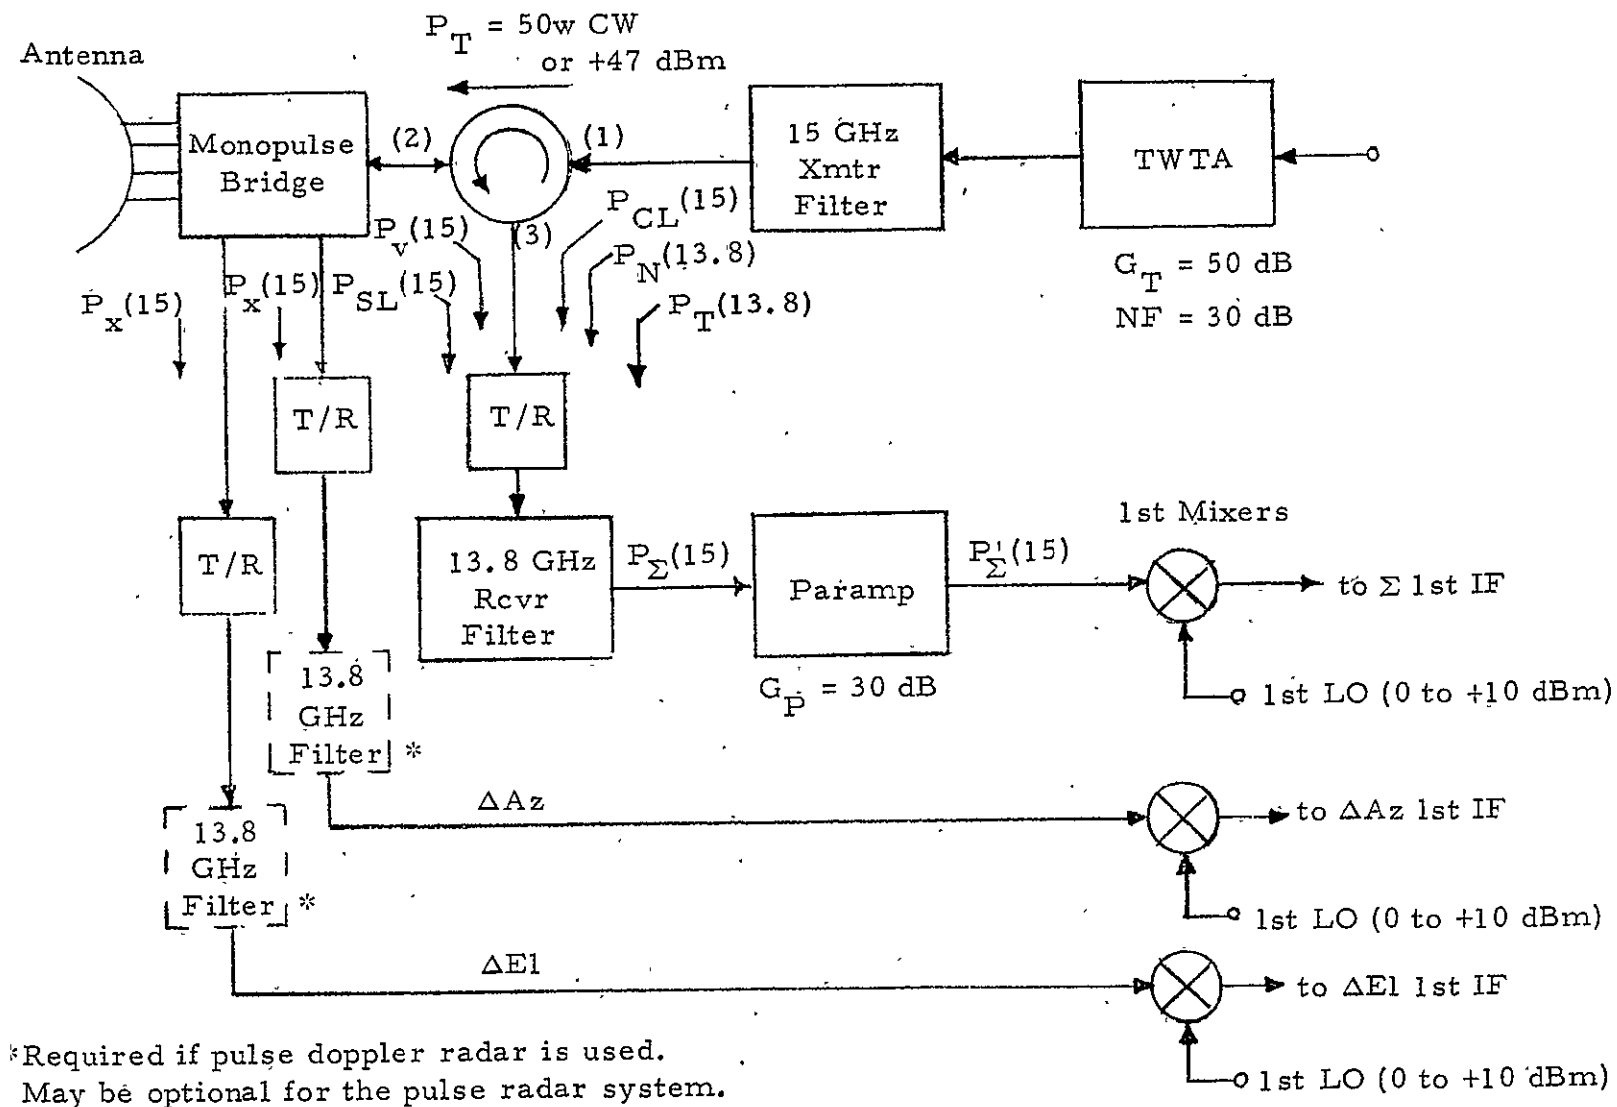 P_T = 50w CW
or +47 dBm
Antenna
Monopulse
Bridge
(2)
(1)
(3)
15 GHz
Xmtr
Filter
TWTA
G_T = 50 dB
NF = 30 dB
P_x(15)
P_x(15)
P_SL(15)
P_v(15)
P_CL(15)
P_N(13.8)
P_T(13.8)
T/R
T/R
T/R
13.8 GHz
Rcvr
Filter
P_Σ(15)
Paramp
G_P = 30 dB
P'_Σ(15)
1st Mixers
to Σ 1st IF
1st LO (0 to +10 dBm)
13.8
GHz
Filter *
ΔAz
to ΔAz 1st IF
1st LO (0 to +10 dBm)
13.8
GHz
Filter *
ΔEl
to ΔEl 1st IF
1st LO (0 to +10 dBm)
*Required if pulse doppler radar is used.
May be optional for the pulse radar system.